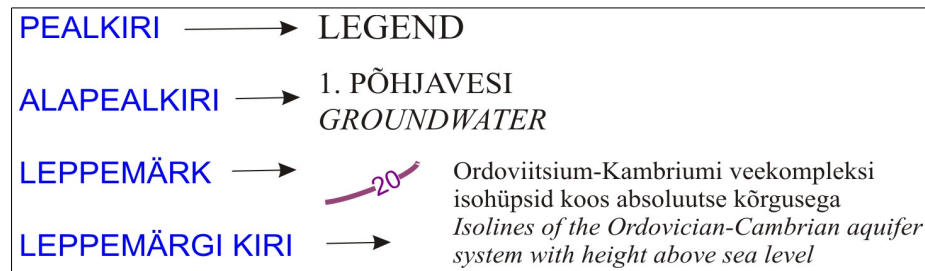 PEALKIRI LEGEND
ALAPEALKIRI 1. PÕHJAVESI
GROUNDWATER
LEPPEMÄRK 20 Ordoviitsium-Kambriumi veekompleksi
isohüpsid koos absoluutse kõrgusega
LEPPEMÄRGI KIRI Isolines of the Ordovician-Cambrian aquifer
system with height above sea level